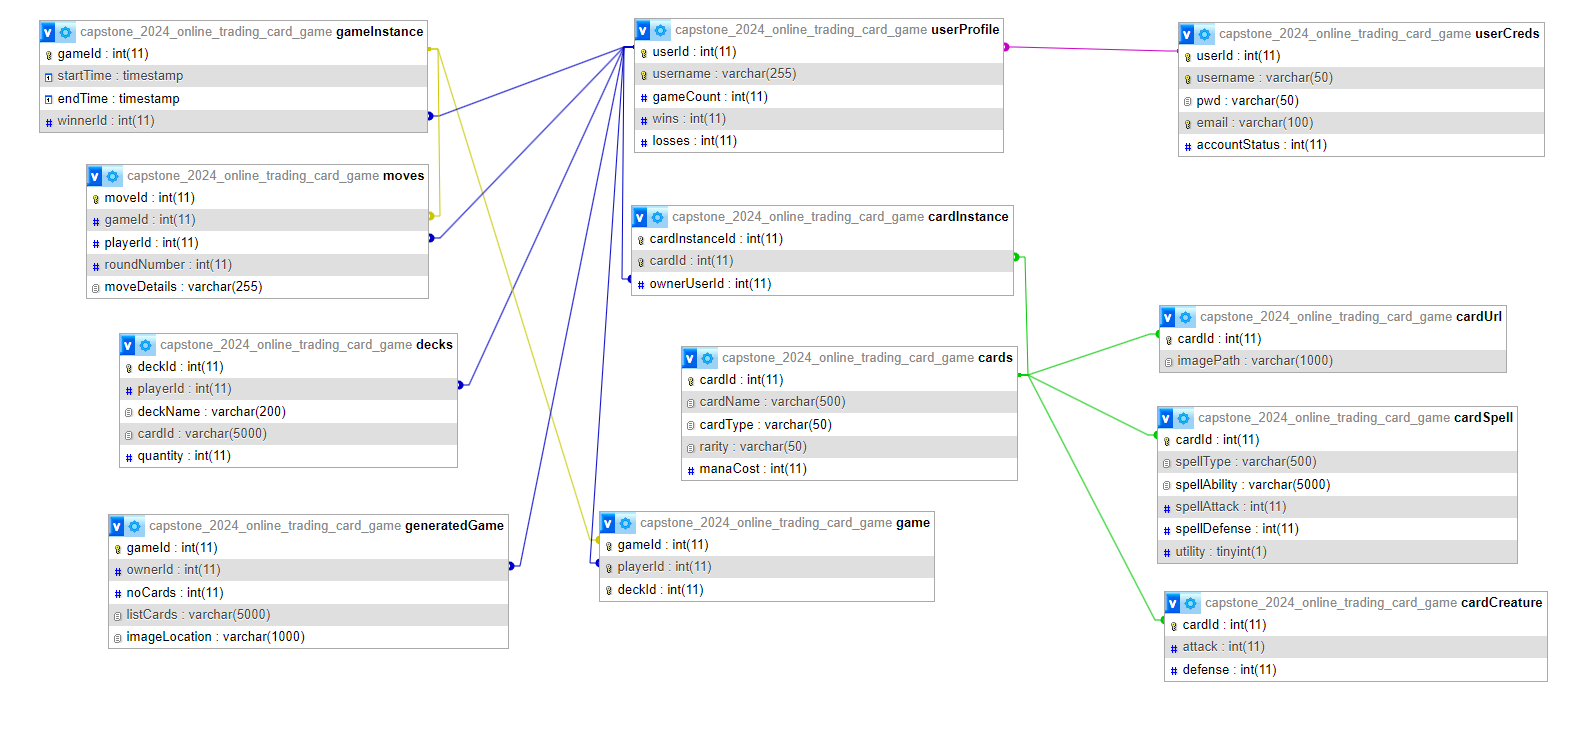 v capstone_2024_online_trading_card_game gameInstance
gameId : int(11)
startTime : timestamp
endTime : timestamp
# winnerId : int(11)
v capstone_2024_online_trading_card_game moves
moveId : int(11)
# gameId : int(11)
# playerId : int(11)
# roundNumber : int(11)
moveDetails : varchar(255)
v capstone_2024_online_trading_card_game decks
deckId : int(11)
# playerId : int(11)
deckName : varchar(200)
cardId : varchar(5000)
# quantity : int(11)
v capstone_2024_online_trading_card_game generatedGame
gameId : int(11)
# ownerId : int(11)
# noCards : int(11)
listCards : varchar(5000)
imageLocation : varchar(1000)
v capstone_2024_online_trading_card_game userProfile
userId : int(11)
username : varchar(255)
# gameCount : int(11)
# wins : int(11)
# losses : int(11)
v capstone_2024_online_trading_card_game cardInstance
cardInstanceId : int(11)
cardId : int(11)
# ownerUserId : int(11)
v capstone_2024_online_trading_card_game cards
cardId : int(11)
cardName : varchar(500)
cardType : varchar(50)
rarity : varchar(50)
# manaCost : int(11)
v capstone_2024_online_trading_card_game game
gameId : int(11)
playerId : int(11)
deckId : int(11)
v capstone_2024_online_trading_card_game userCreds
userId : int(11)
username : varchar(50)
pwd : varchar(50)
email : varchar(100)
# accountStatus : int(11)
v capstone_2024_online_trading_card_game cardUrl
cardId : int(11)
imagePath : varchar(1000)
v capstone_2024_online_trading_card_game cardSpell
cardId : int(11)
spellType : varchar(500)
spellAbility : varchar(5000)
# spellAttack : int(11)
# spellDefense : int(11)
# utility : tinyint(1)
v capstone_2024_online_trading_card_game cardCreature
cardId : int(11)
# attack : int(11)
# defense : int(11)